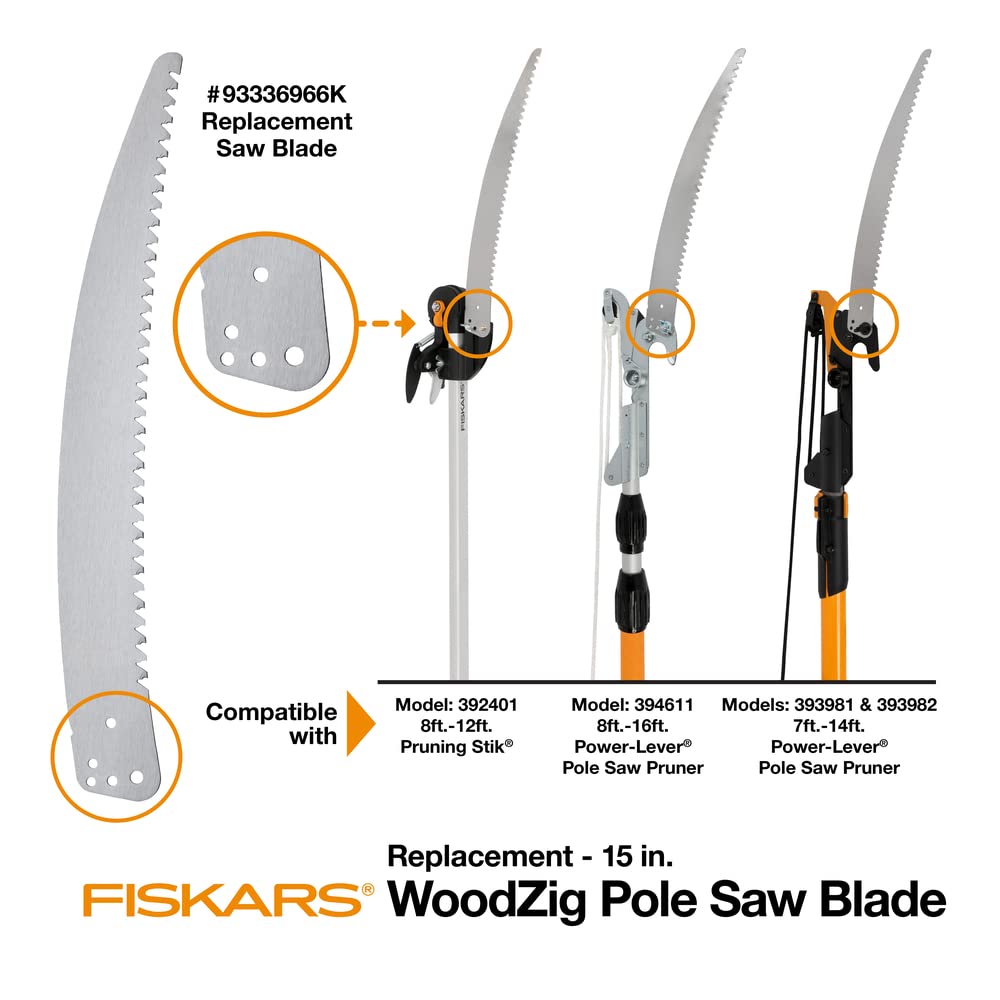 #93336966K
Replacement
Saw Blade
FISKARS
Compatible
with
Model: 392401
8ft.-12ft.
Pruning Stik®
Model: 394611
8ft.-16ft.
Power-Lever®
Pole Saw Pruner
Models: 393981 & 393982
7ft.-14ft.
Power-Lever®
Pole Saw Pruner
Replacement - 15 in.
FISKARS® WoodZig Pole Saw Blade